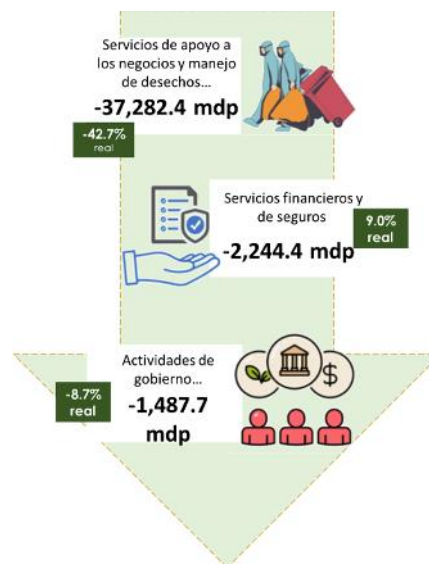 Servicios de apoyo a
los negocios y manejo
de desechos...
-37,282.4 mdp
-42.7%
real
Servicios financieros y
de seguros
9.0%
real
-2,244.4 mdp
Actividades de
gobierno...
-8.7%
real
-1,487.7
mdp
$